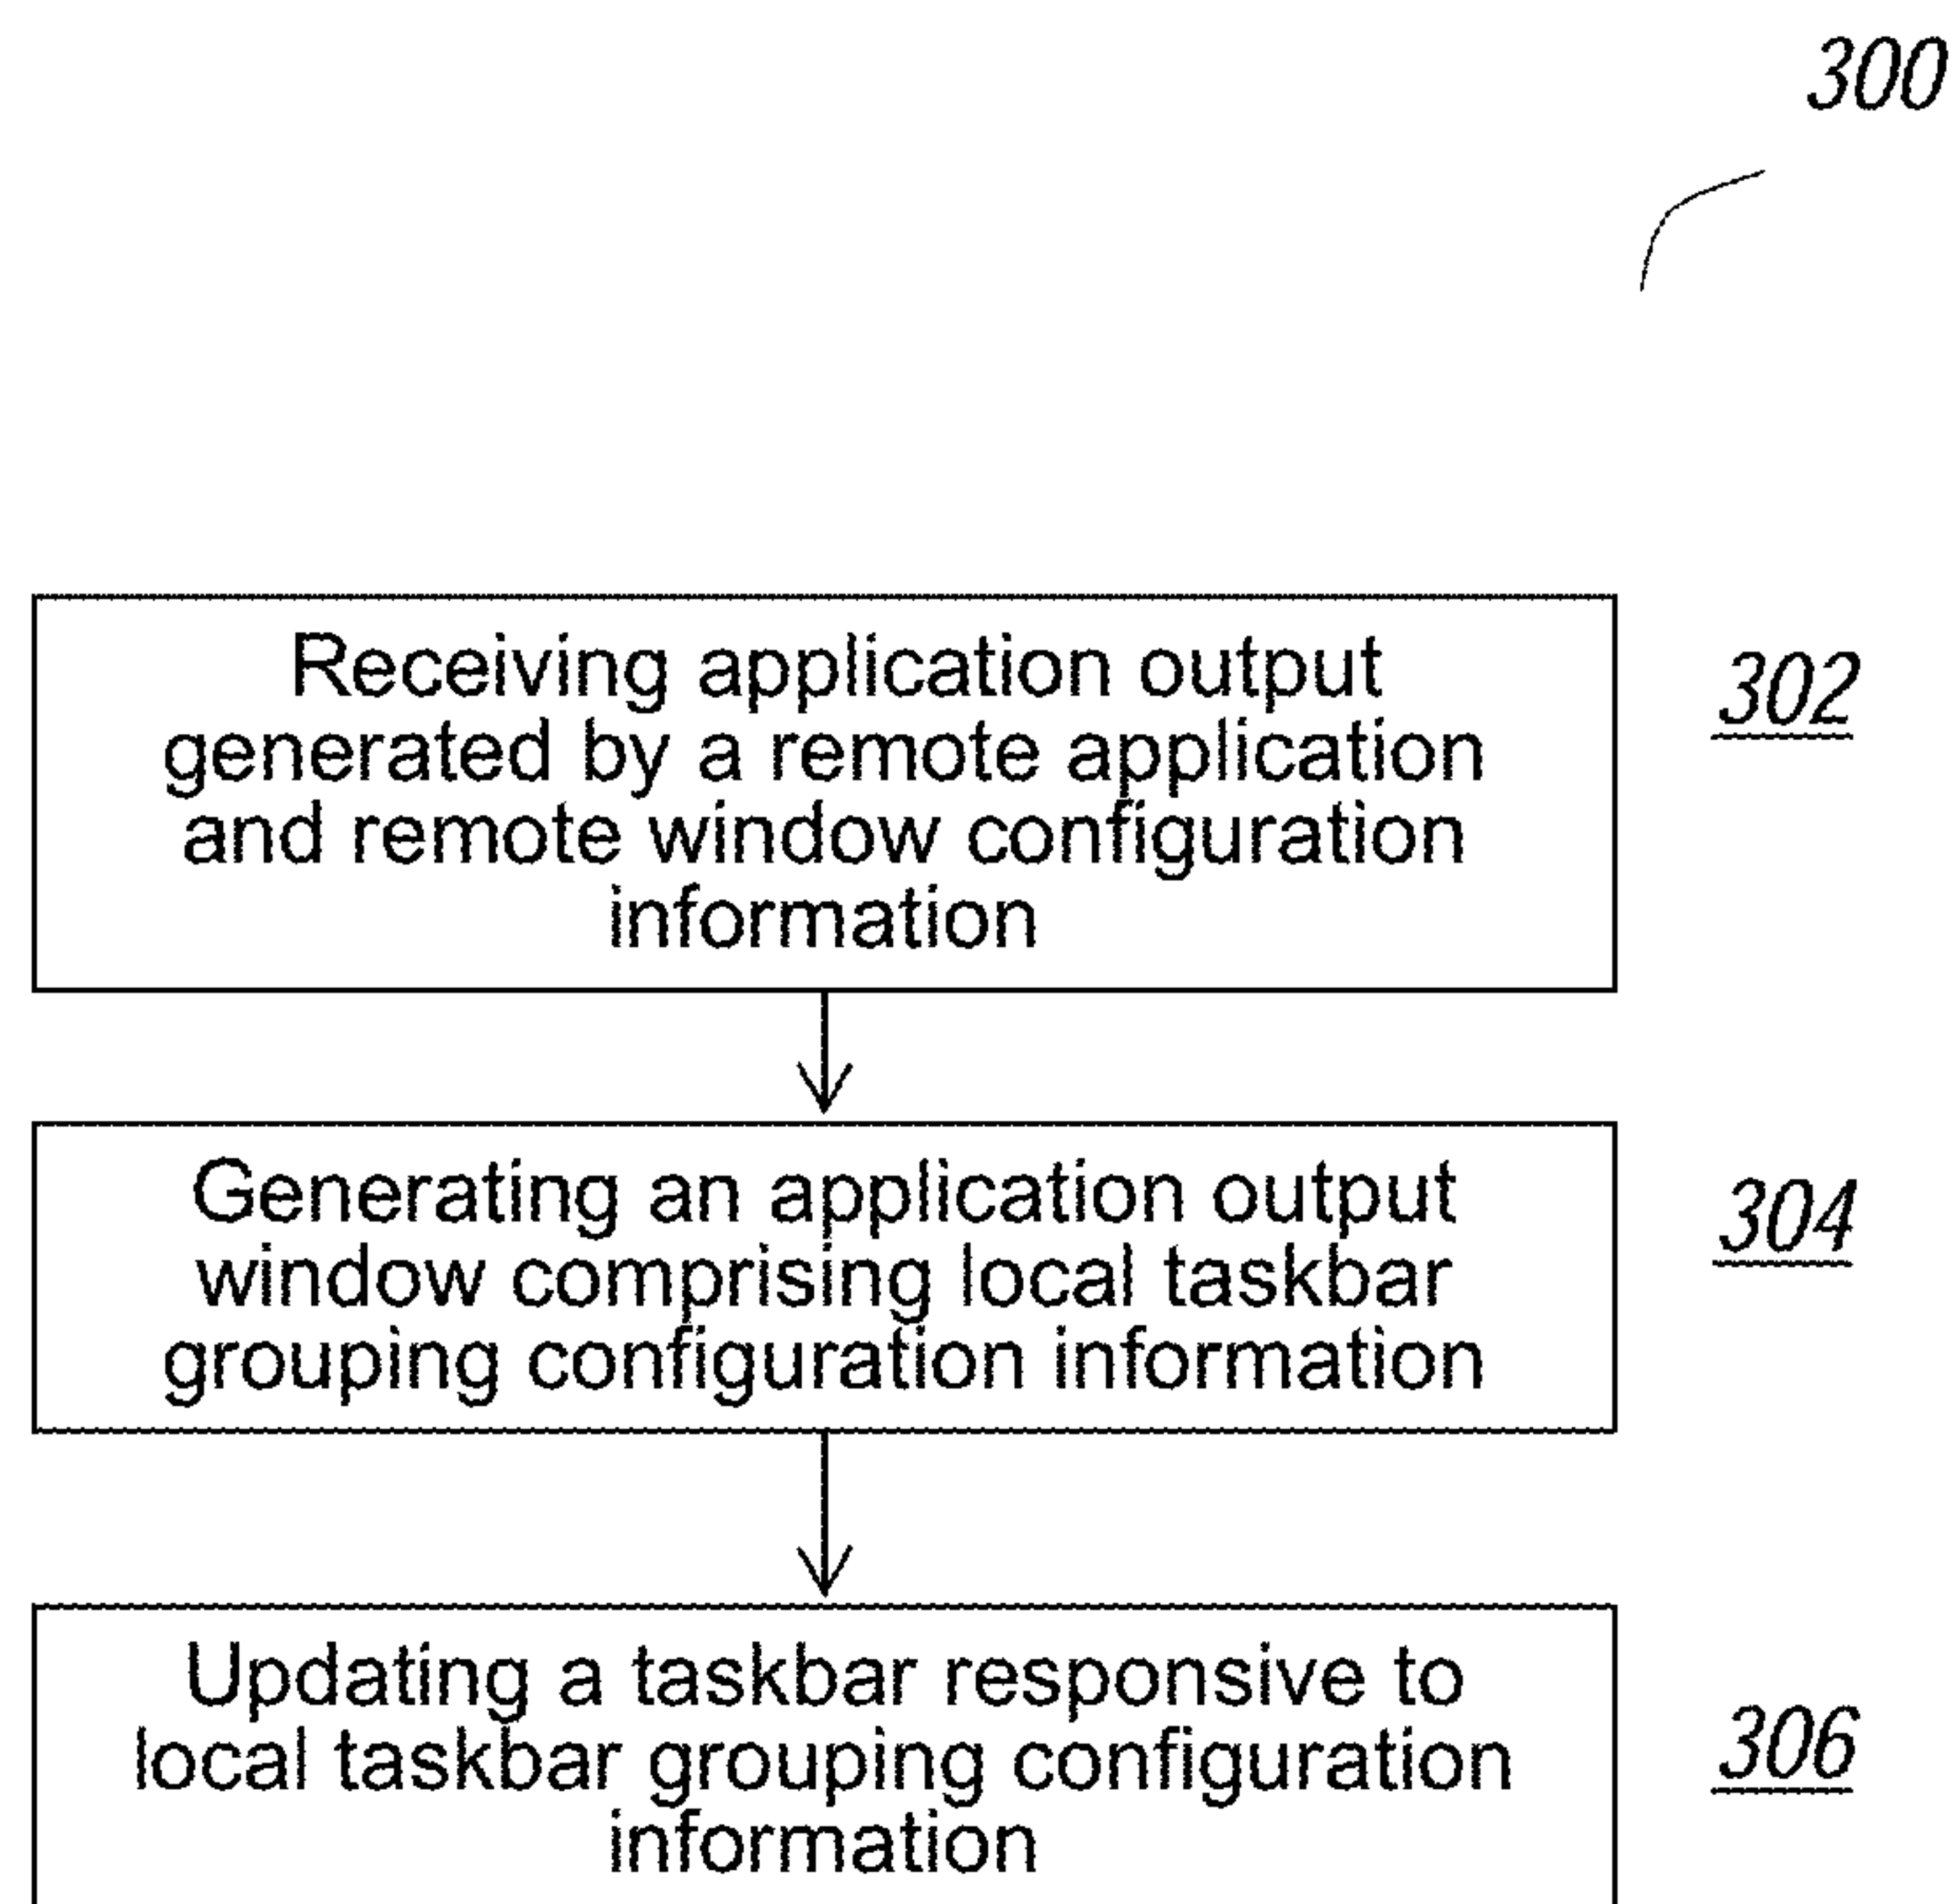 300
Receiving application output
generated by a remote application
and remote window configuration
information
302
Generating an application output
window comprising local taskbar
grouping configuration information
304
Updating a taskbar responsive to
local taskbar grouping configuration
information
306